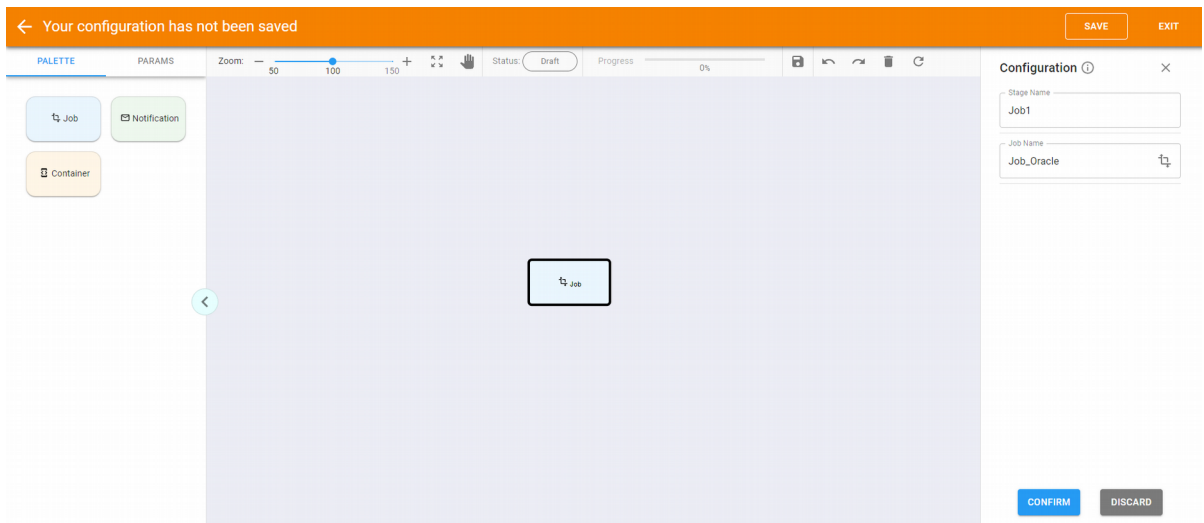 Your configuration has not been saved
SAVE
EXIT
PALETTE
PARAMS
Zoom:
50
100
150
Status:
Draft
Progress
0%
Configuration
Job
Notification
Container
Job
Stage Name
Job1
Job Name
Job_Oracle
CONFIRM
DISCARD